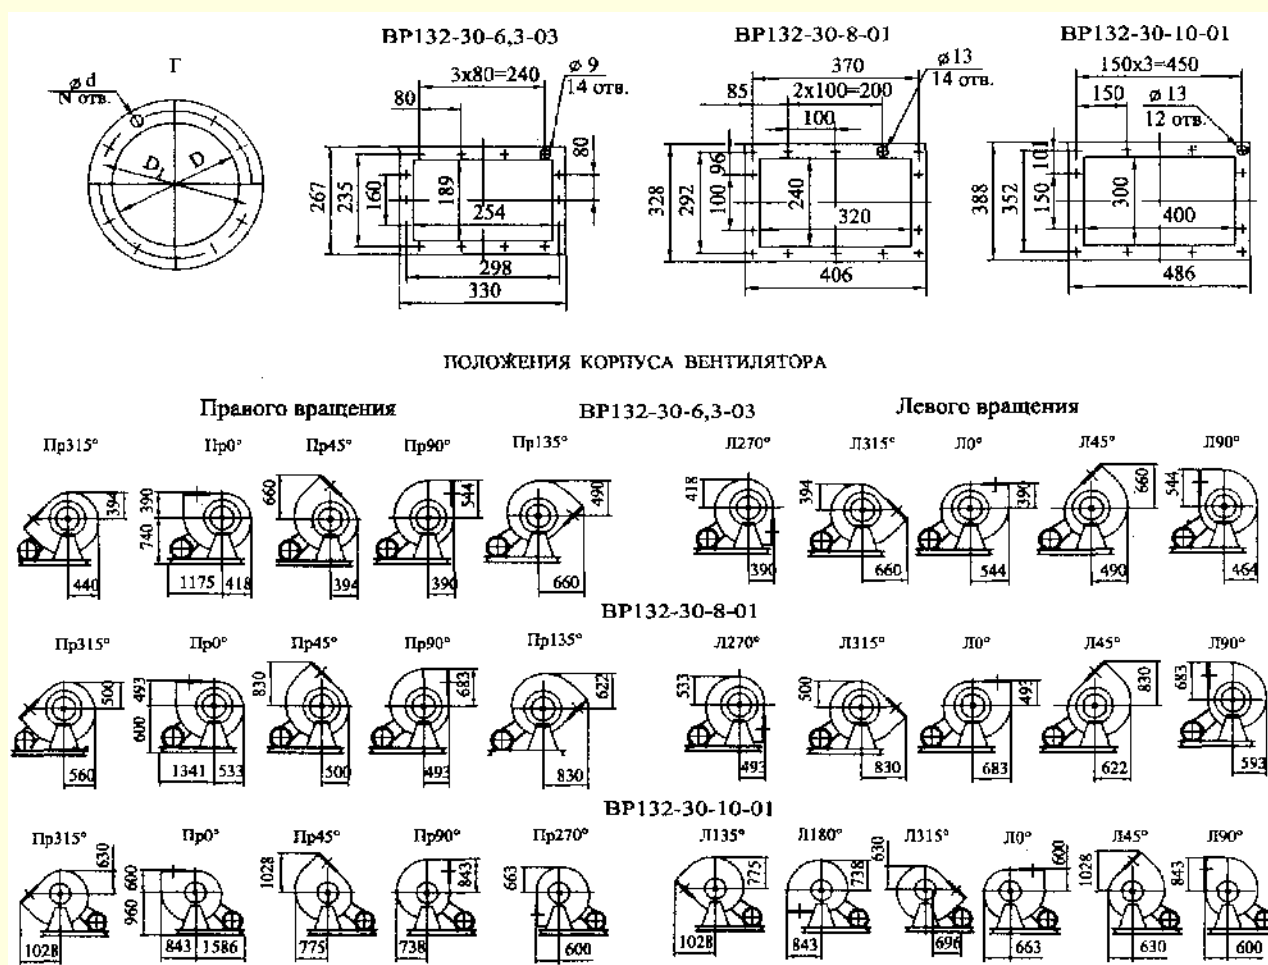 ВР132-30-6,3-03
ВР132-30-8-01
ВР132-30-10-01
Г
ø d
N отв.
D1
D
3х80=240
ø 9
14 отв.
80
80
267
235
160
189
254
298
330
370
ø13
14 отв.
85
2х100=200
100
96
328
292
100
240
320
406
150х3=450
150
ø 13
12 отв.
101
388
352
150
300
400
486
ПОЛОЖЕНИЯ КОРПУСА ВЕНТИЛЯТОРА
Правого вращения
ВР132-30-6,3-03
Левого вращения
Пр315° Пр0° Пр45° Пр90° Пр135° Л270° Л315° Л0° Л45° Л90°
394 390 740 660 544 490 418 394 390 660 544
440 1175 418 394 390 660 390 660 544 490 464
ВР132-30-8-01
Пр315° Пр0° Пр45° Пр90° Пр135° Л270° Л315° Л0° Л45° Л90°
500 493 600 830 683 622 533 500 493 830 683
560 1341 533 500 493 830 493 830 683 622 593
ВР132-30-10-01
Пр315° Пр0° Пр45° Пр90° Пр270° Л135° Л180° Л315° Л0° Л45° Л90°
630 600 960 1028 843 663 775 738 630 600 1028 843
1028 843 1586 775 738 600 1028 843 696 663 630 600